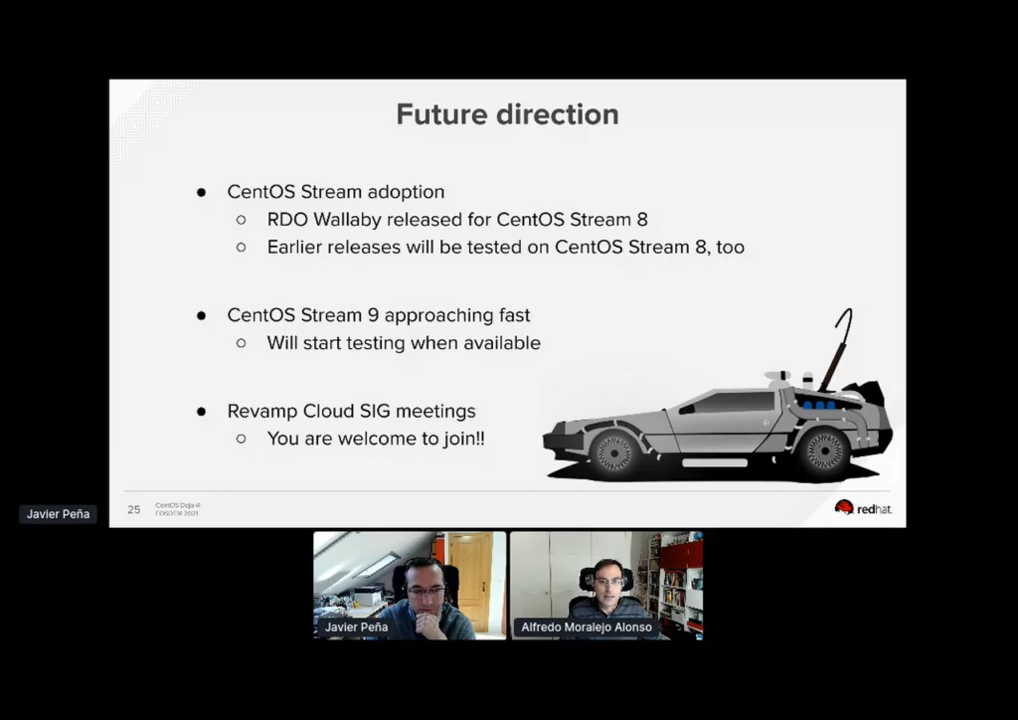 Future direction
● CentOS Stream adoption
○ RDO Wallaby released for CentOS Stream 8
○ Earlier releases will be tested on CentOS Stream 8, too
● CentOS Stream 9 approaching fast
○ Will start testing when available
● Revamp Cloud SIG meetings
○ You are welcome to join!!
Javier Peña
25
CentOS Dojo @
FOSDEM 2021
redhat.
Javier Peña
Alfredo Moralejo Alonso